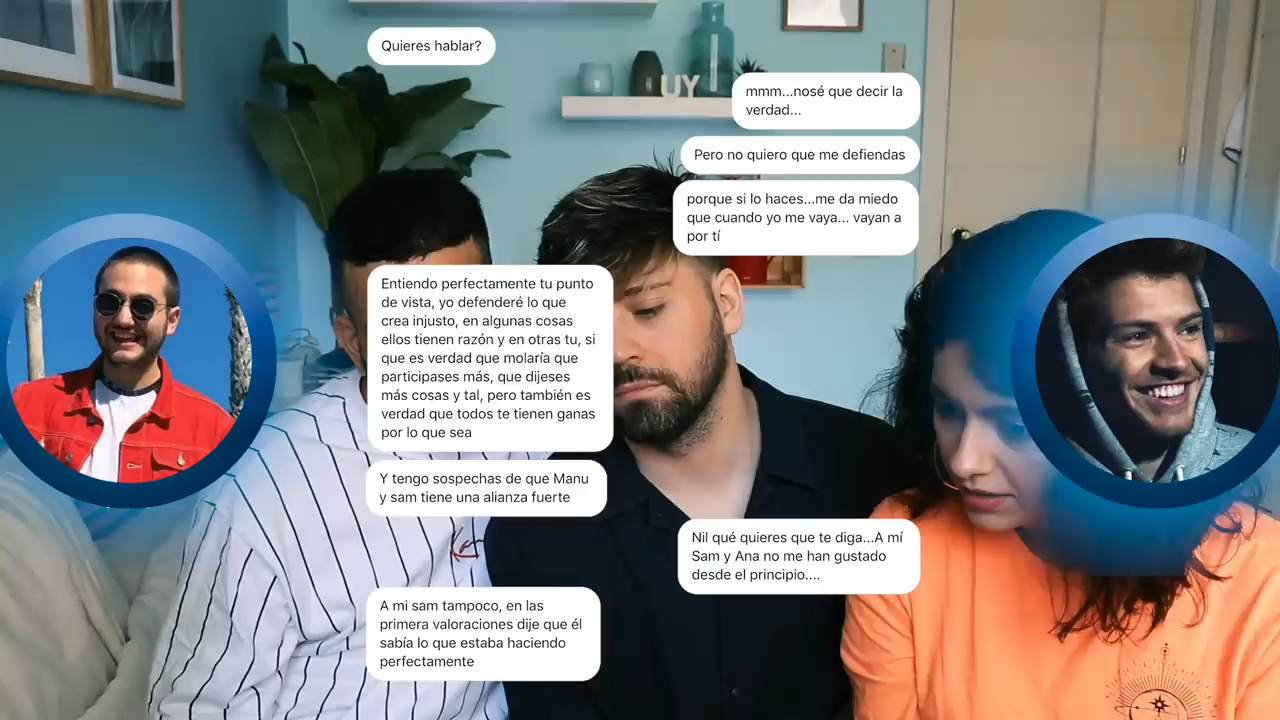 Quieres hablar?
UY
mmm...nosé que decir la
verdad...
Pero no quiero que me defiendas
porque si lo haces...me da miedo
que cuando yo me vaya... vayan a
por tí
Entiendo perfectamente tu punto
de vista, yo defenderé lo que
crea injusto, en algunas cosas
ellos tienen razón y en otras tu, si
que es verdad que molaría que
participases más, que dijeses
más cosas y tal, pero también es
verdad que todos te tienen ganas
por lo que sea
Y tengo sospechas de que Manu
y sam tiene una alianza fuerte
Nil qué quieres que te diga...A mí
Sam y Ana no me han gustado
desde el principio....
A mi sam tampoco, en las
primera valoraciones dije que él
sabía lo que estaba haciendo
perfectamente